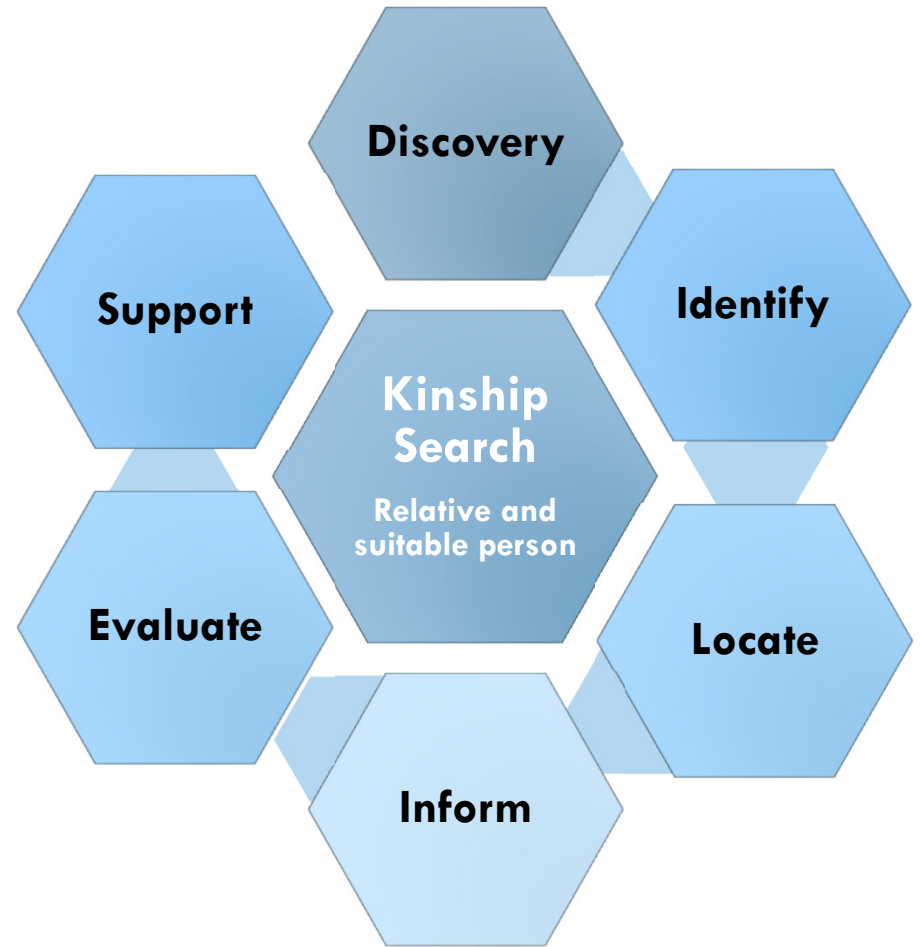 Discovery
Identify
Locate
Inform
Evaluate
Support
Kinship
Search
Relative and
suitable person